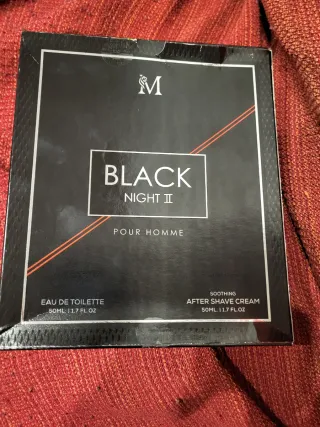 M
BLACK
NIGHT II
POUR HOMME
EAU DE TOILETTE
50ML. | 1.7 FL.OZ
SOOTHING
AFTER SHAVE CREAM
50ML. | 1.7 FL.OZ